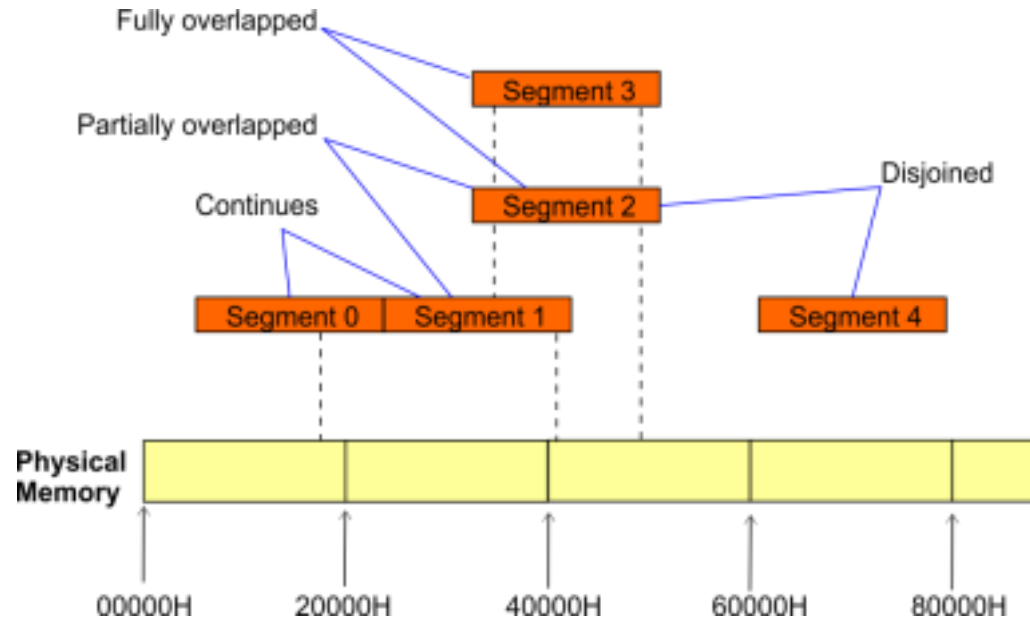 Fully overlapped
Segment 3
Partially overlapped
Disjoined
Segment 2
Continues
Segment 0
Segment 1
Segment 4
Physical
Memory
00000H
20000H
40000H
60000H
80000H